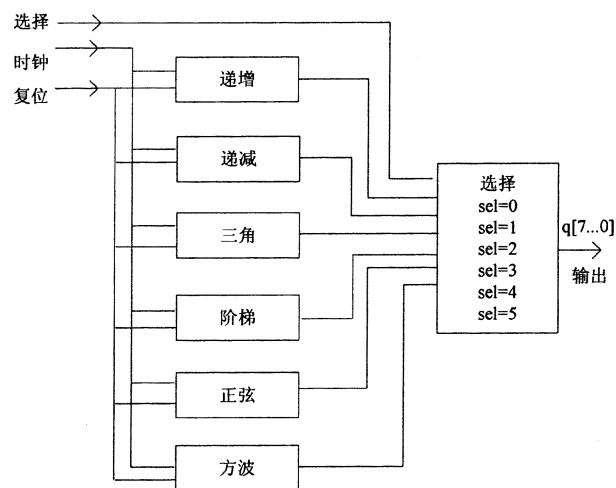 选择
时钟
复位
递增
递减
三角
阶梯
正弦
方波
选择
sel=0
sel=1
sel=2
sel=3
sel=4
sel=5
q[7...0]
输出